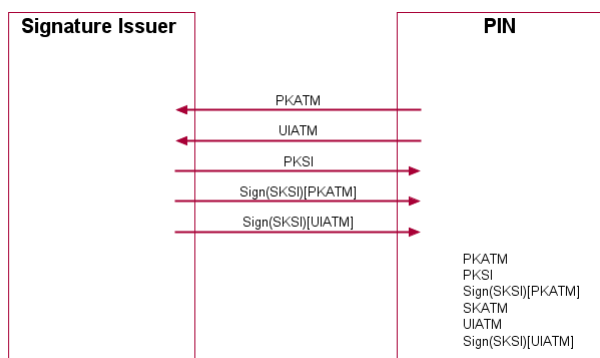 Signature Issuer
PIN
PKATM
UIATM
PKSI
Sign(SKSI)[PKATM]
Sign(SKSI)[UIATM]
PKATM
PKSI
Sign(SKSI)[PKATM]
SKATM
UIATM
Sign(SKSI)[UIATM]